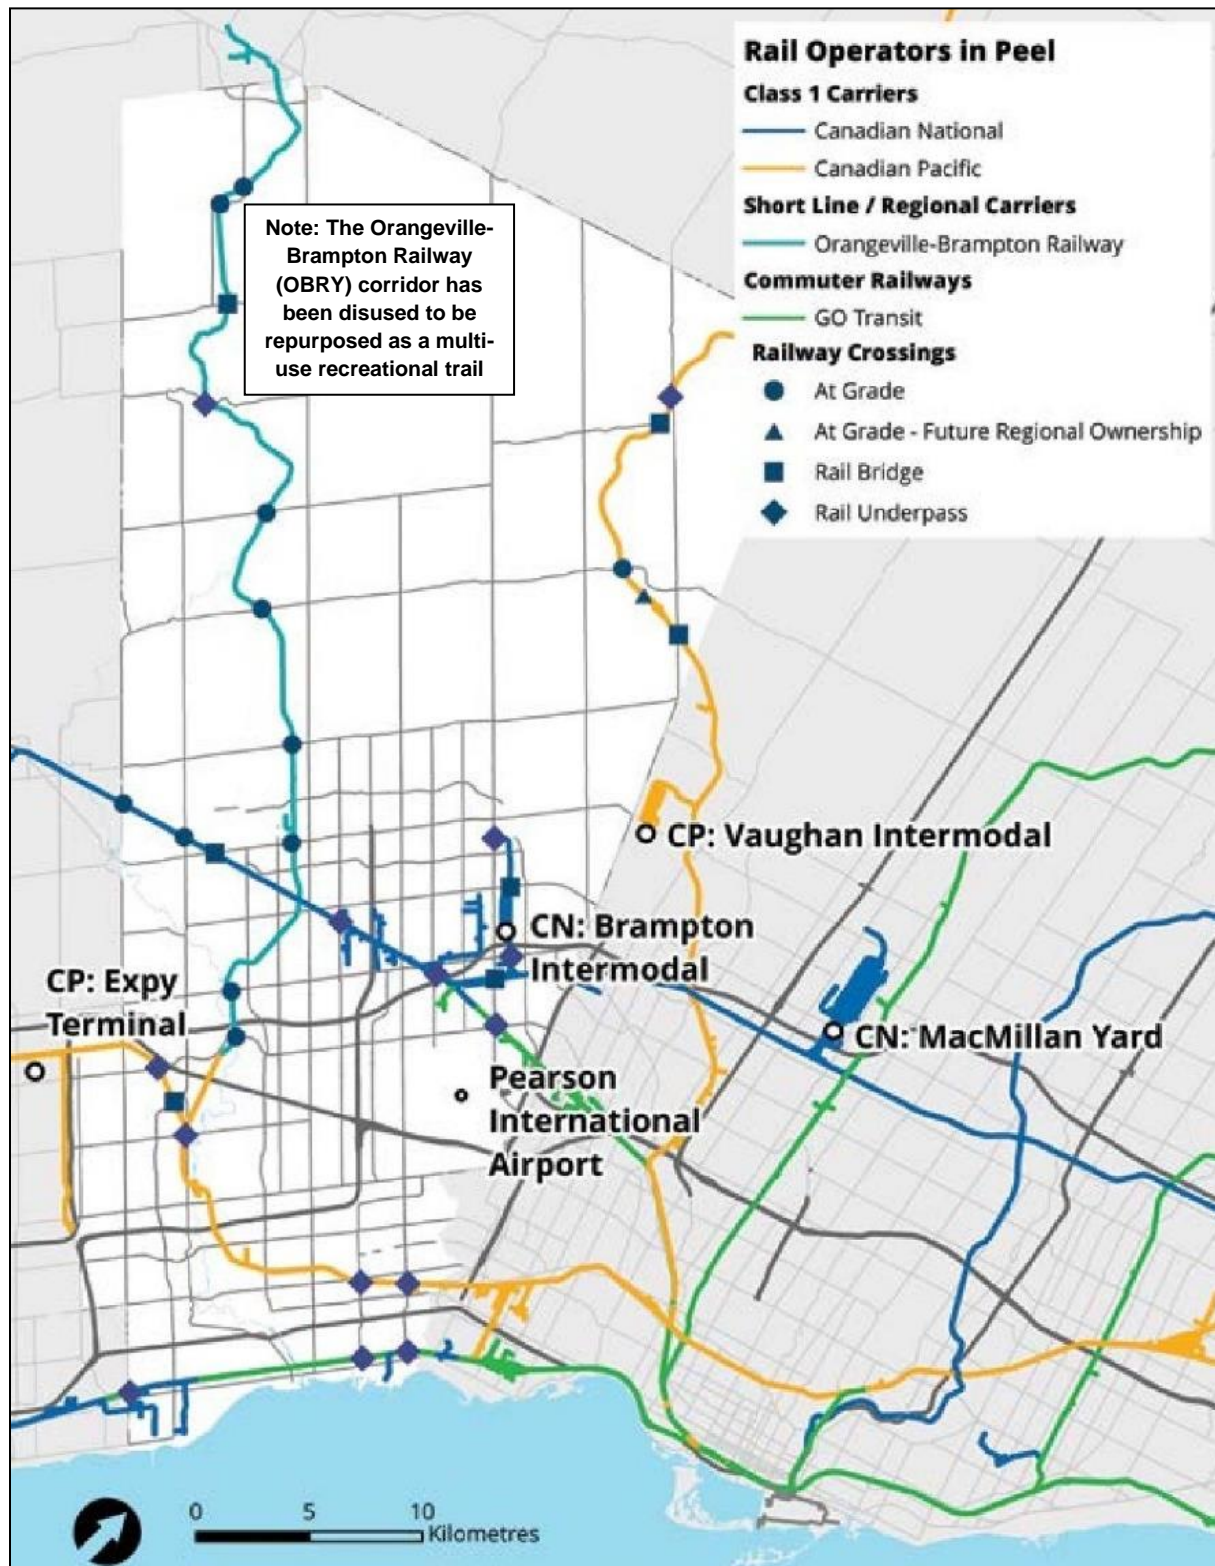 Rail Operators in Peel
Class 1 Carriers
Canadian National
Canadian Pacific
Short Line / Regional Carriers
Orangeville-Brampton Railway
Commuter Railways
GO Transit
Railway Crossings
At Grade
At Grade - Future Regional Ownership
Rail Bridge
Rail Underpass
Note: The Orangeville-
Brampton Railway
(OBRY) corridor has
been disused to be
repurposed as a multi-
use recreational trail
CP: Vaughan Intermodal
CN: Brampton
Intermodal
CP: Expy
Terminal
CN: MacMillan Yard
Pearson
International
Airport
0 5 10
Kilometres